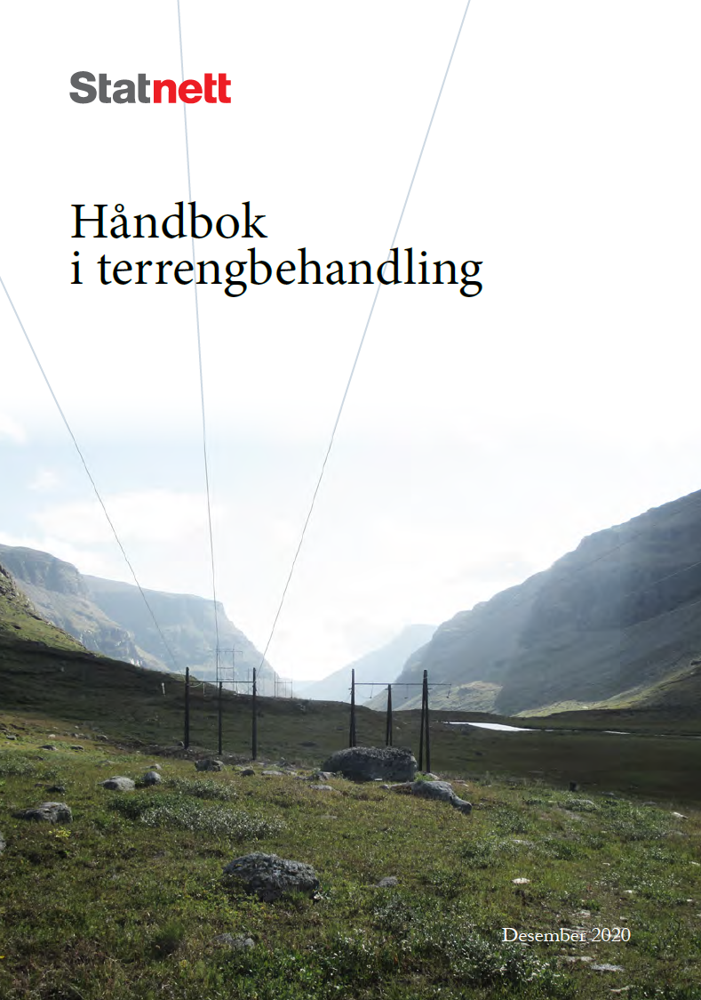 Statnett
Håndbok
i terrengbehandling
Desember 2020